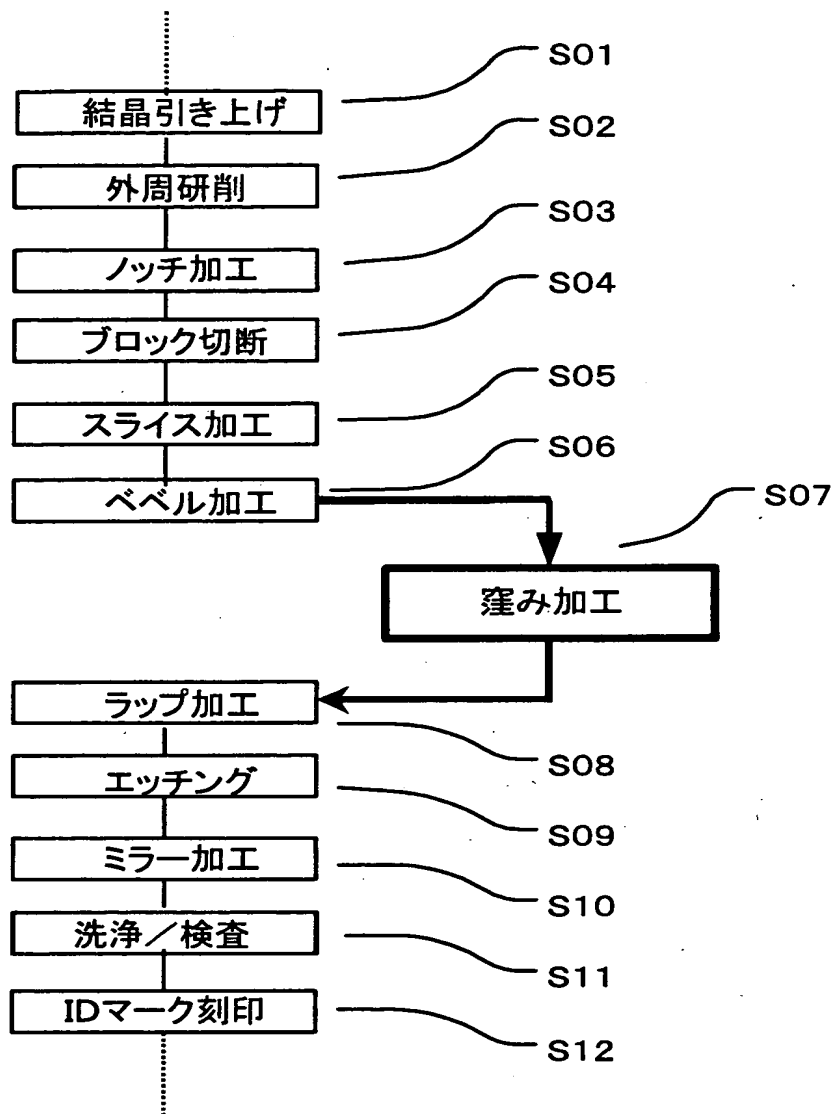 結晶引き上げ
S01
外周研削
S02
ノッチ加工
S03
ブロック切断
S04
スライス加工
S05
ベベル加工
S06
窪み加工
S07
ラップ加工
S08
エッチング
S09
ミラー加工
S10
洗浄／検査
S11
IDマーク刻印
S12